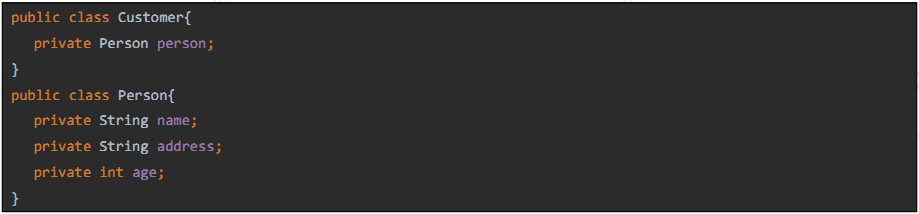 public class Customer{
private Person person;
}
public class Person{
private String name;
private String address;
private int age;
}